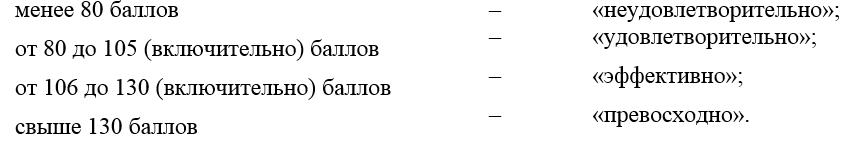 менее 80 баллов – «неудовлетворительно»;
от 80 до 105 (включительно) баллов – «удовлетворительно»;
от 106 до 130 (включительно) баллов – «эффективно»;
свыше 130 баллов – «превосходно».